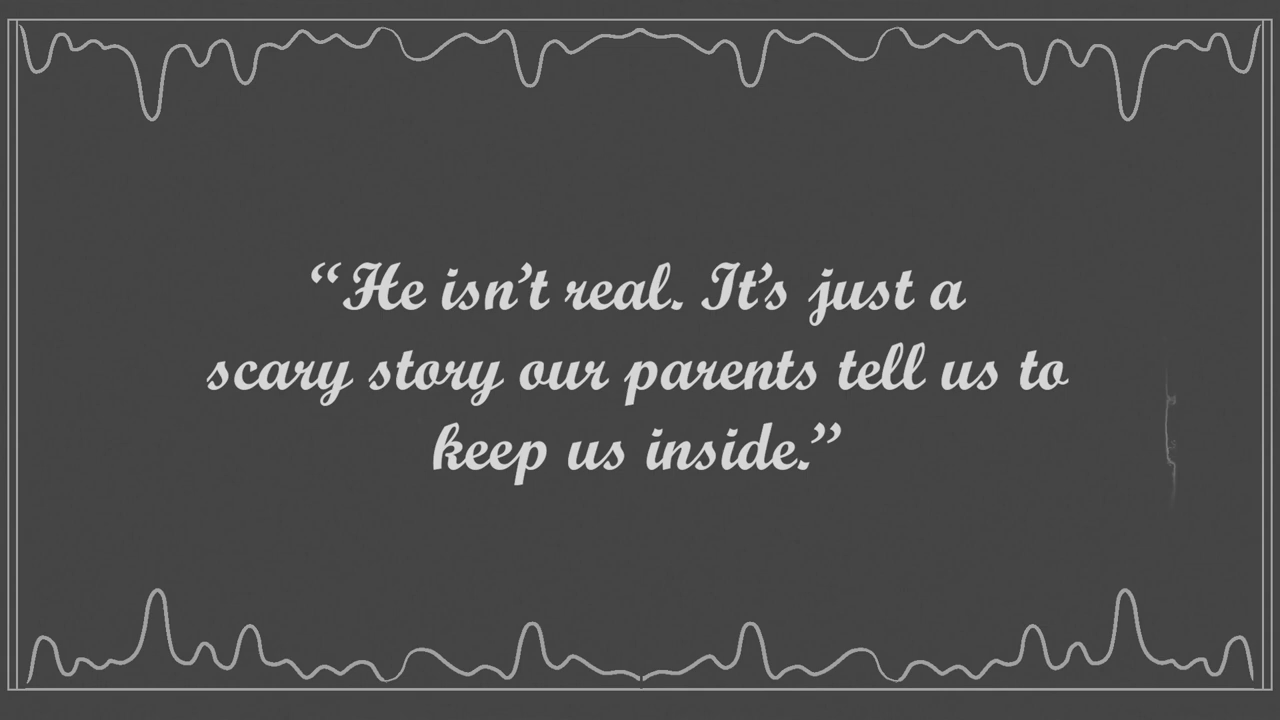 “He isn’t real. It’s just a
scary story our parents tell us to
keep us inside.”